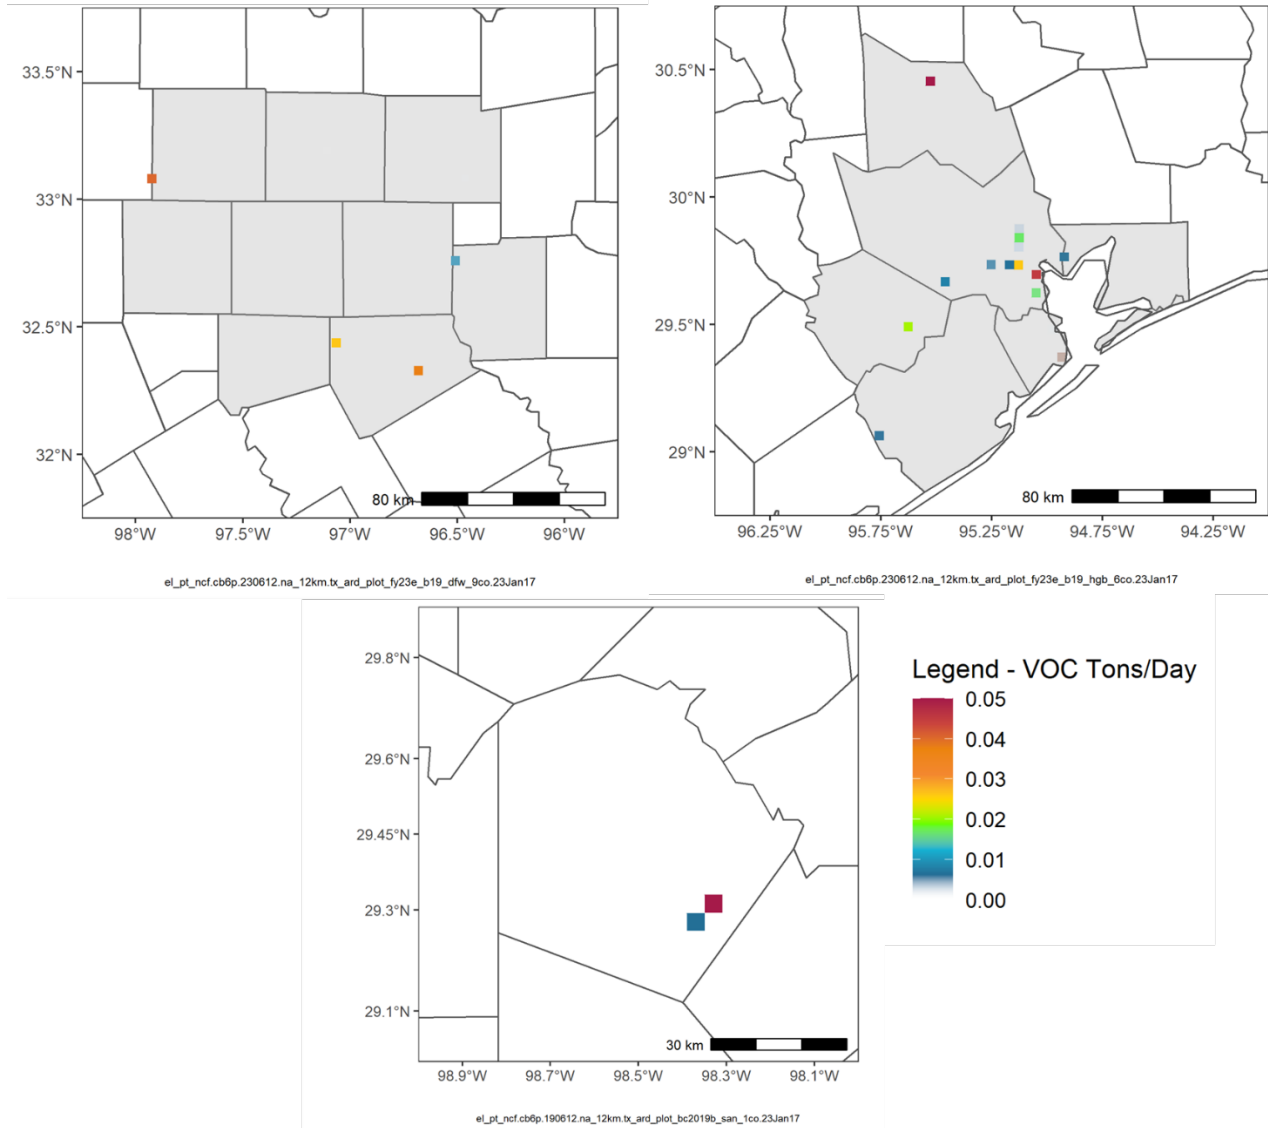 33.5°N
33°N
32.5°N
32°N
80 km
98°W 97.5°W 97°W 96.5°W 96°W
el_pt_ncf.cb6p.230612.na_12km.tx_ard_plot_fy23e_b19_dfw_9co.23Jan17
30.5°N
30°N
29.5°N
29°N
80 km
96.25°W 95.75°W 95.25°W 94.75°W 94.25°W
el_pt_ncf.cb6p.230612.na_12km.tx_ard_plot_fy23e_b19_hgb_6co.23Jan17
29.8°N
29.6°N
29.45°N
29.3°N
29.1°N
30 km
98.9°W 98.7°W 98.5°W 98.3°W 98.1°W
el_pt_ncf.cb6p.190612.na_12km.tx_ard_plot_bc2019b_san_1co.23Jan17
Legend - VOC Tons/Day
0.05
0.04
0.03
0.02
0.01
0.00